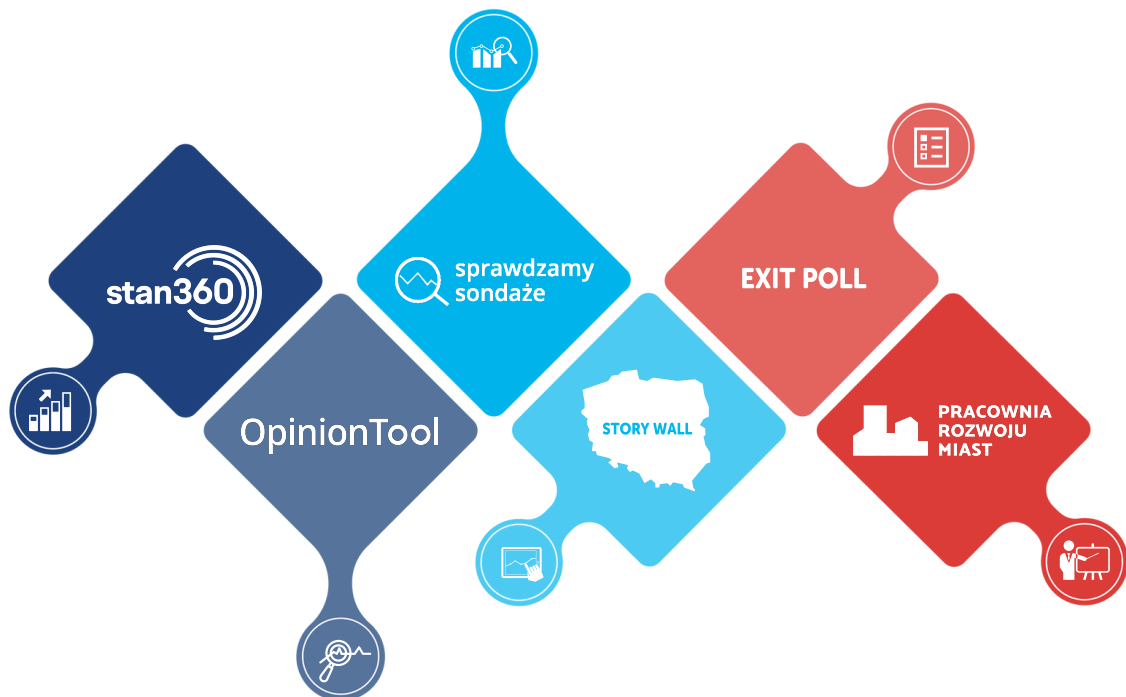 stan360
OpinionTool
sprawdzamy
sondaże
STORY WALL
EXIT POLL
PRACOWNIA
ROZWOJU
MIAST